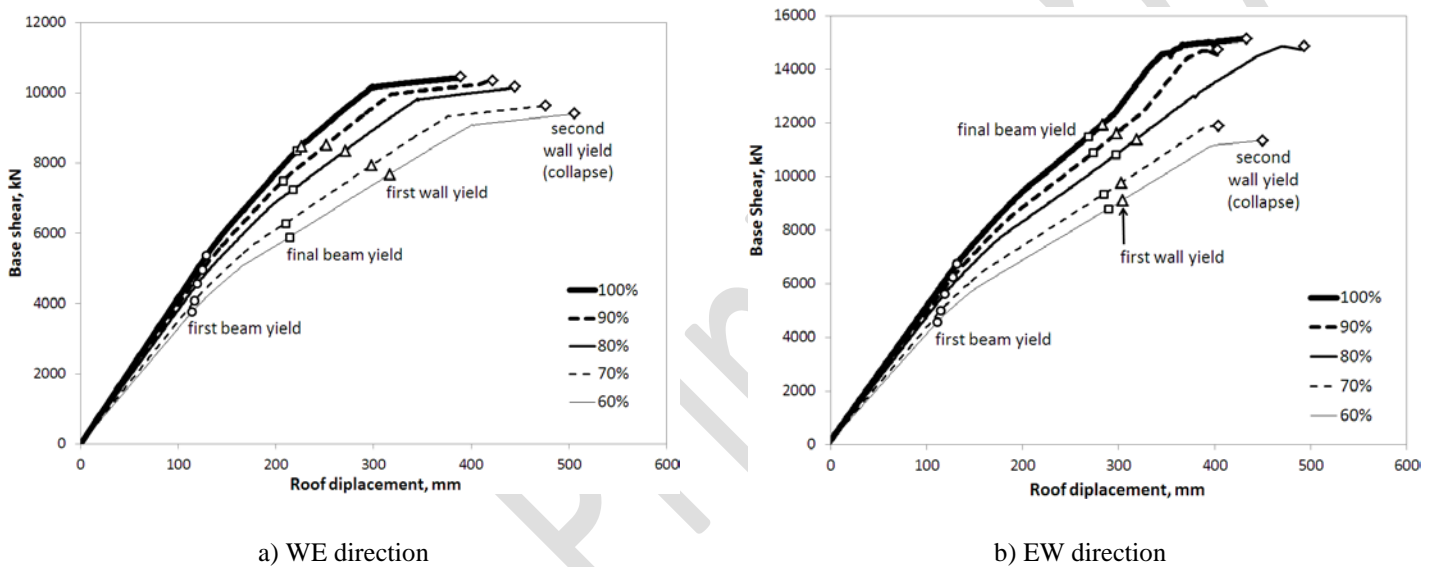 12000
10000
8000
6000
4000
2000
0
Base shear, kN
0 100 200 300 400 500 600
Roof diplacement, mm
first beam yield
final beam yield
first wall yield
second
wall yield
(collapse)
100%
90%
80%
70%
60%
a) WE direction
16000
14000
12000
10000
8000
6000
4000
2000
0
Base Shear, kN
0 100 200 300 400 500 600
Roof diplacement, mm
final beam yield
first beam yield
first wall yield
second
wall yield
(collapse)
100%
90%
80%
70%
60%
b) EW direction